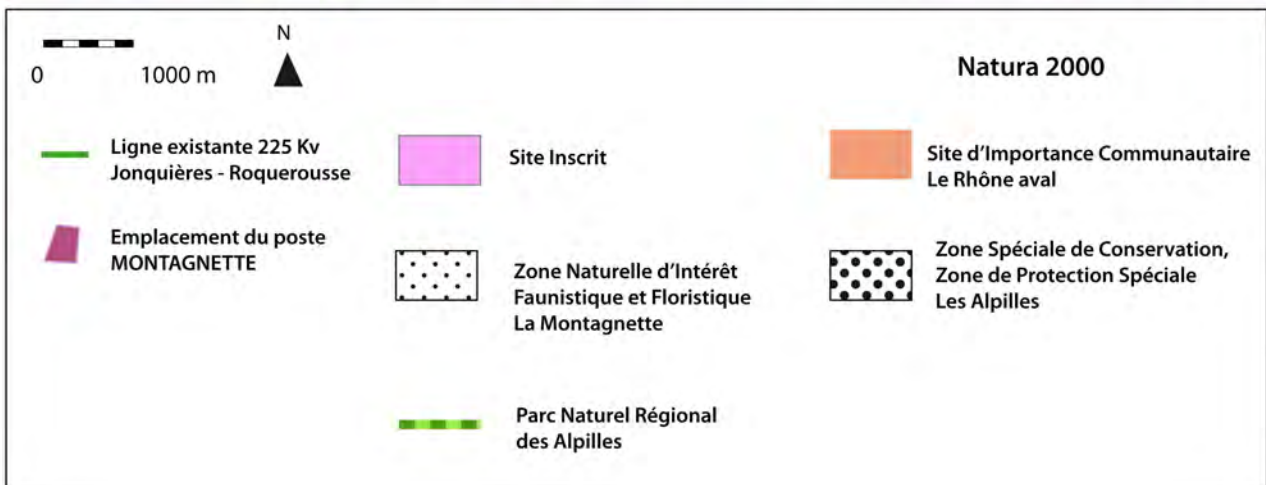 N
0 1000 m
Ligne existante 225 Kv
Jonquières - Roquerousse
Emplacement du poste
MONTAGNETTE
Site Inscrit
Zone Naturelle d’Intérêt
Faunistique et Floristique
La Montagnette
Parc Naturel Régional
des Alpilles
Natura 2000
Site d’Importance Communautaire
Le Rhône aval
Zone Spéciale de Conservation,
Zone de Protection Spéciale
Les Alpilles